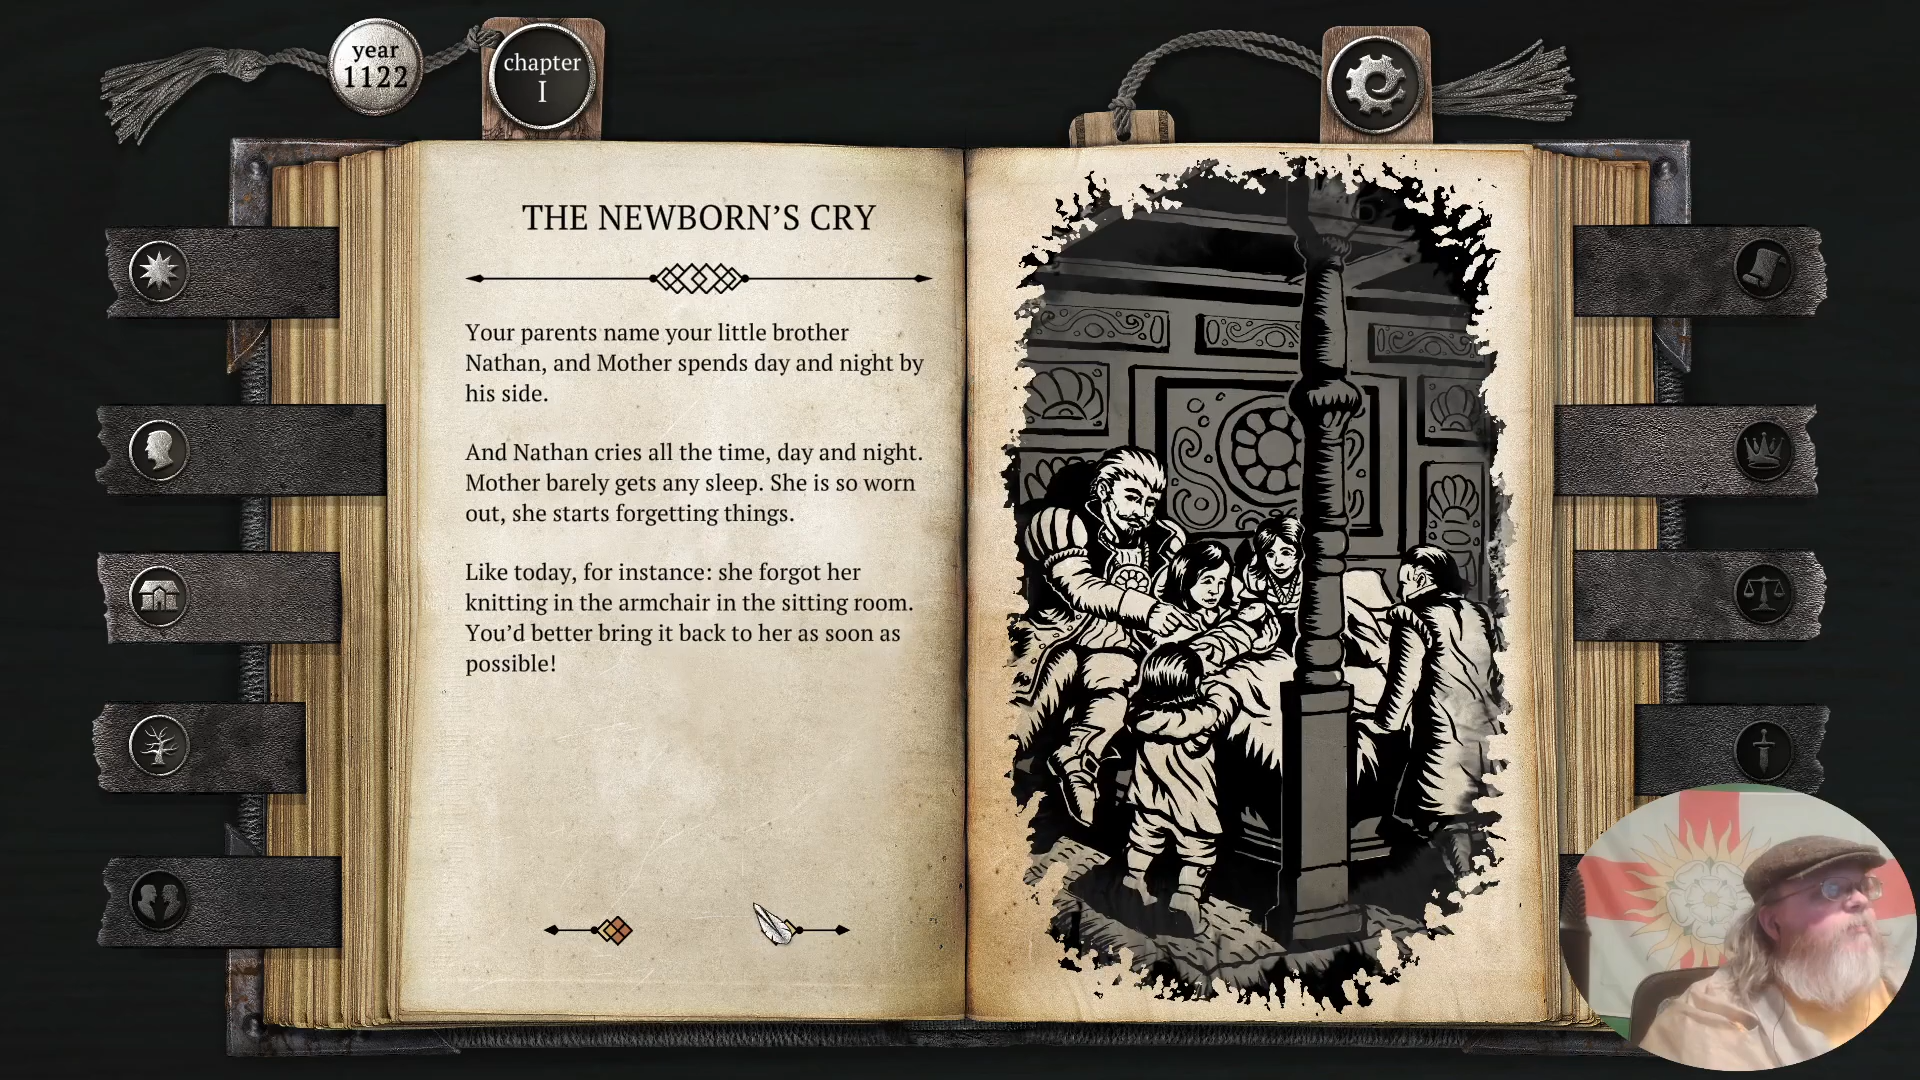 year
1122
chapter
I
THE NEWBORN’S CRY
Your parents name your little brother
Nathan, and Mother spends day and night by
his side.
And Nathan cries all the time, day and night.
Mother barely gets any sleep. She is so worn
out, she starts forgetting things.
Like today, for instance: she forgot her
knitting in the armchair in the sitting room.
You’d better bring it back to her as soon as
possible!